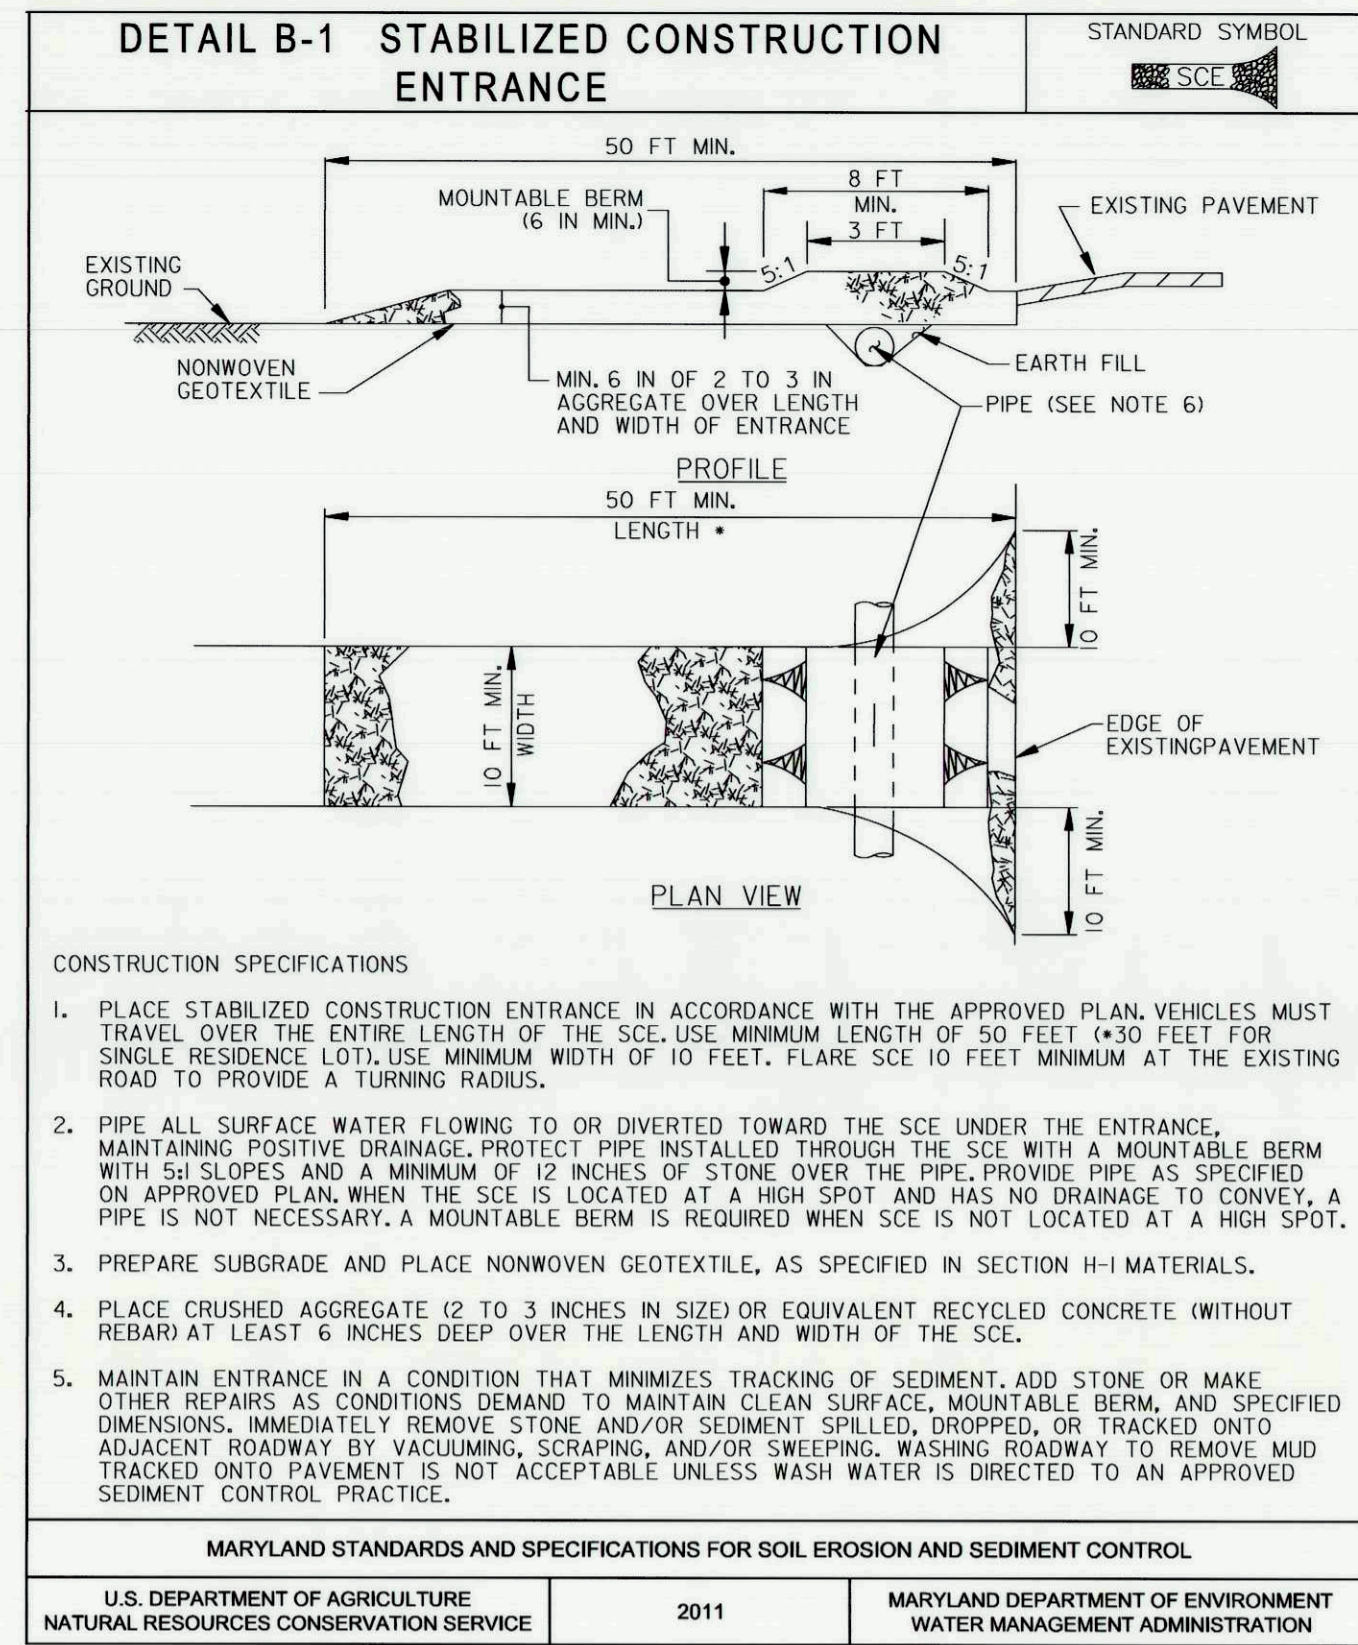 DETAIL B-1 STABILIZED CONSTRUCTION
ENTRANCE
STANDARD SYMBOL
SCE
50 FT MIN.
8 FT
MIN.
3 FT
MOUNTABLE BERM
(6 IN MIN.)
EXISTING PAVEMENT
5:1
5:1
EXISTING
GROUND
NONWOVEN
GEOTEXTILE
MIN. 6 IN OF 2 TO 3 IN
AGGREGATE OVER LENGTH
AND WIDTH OF ENTRANCE
EARTH FILL
PIPE (SEE NOTE 6)
PROFILE
50 FT MIN.
LENGTH *
10 FT MIN.
10 FT MIN.
WIDTH
EDGE OF
EXISTINGPAVEMENT
10 FT MIN.
PLAN VIEW
CONSTRUCTION SPECIFICATIONS
1. PLACE STABILIZED CONSTRUCTION ENTRANCE IN ACCORDANCE WITH THE APPROVED PLAN. VEHICLES MUST
TRAVEL OVER THE ENTIRE LENGTH OF THE SCE. USE MINIMUM LENGTH OF 50 FEET (*30 FEET FOR
SINGLE RESIDENCE LOT). USE MINIMUM WIDTH OF 10 FEET. FLARE SCE 10 FEET MINIMUM AT THE EXISTING
ROAD TO PROVIDE A TURNING RADIUS.
2. PIPE ALL SURFACE WATER FLOWING TO OR DIVERTED TOWARD THE SCE UNDER THE ENTRANCE,
MAINTAINING POSITIVE DRAINAGE. PROTECT PIPE INSTALLED THROUGH THE SCE WITH A MOUNTABLE BERM
WITH 5:1 SLOPES AND A MINIMUM OF 12 INCHES OF STONE OVER THE PIPE. PROVIDE PIPE AS SPECIFIED
ON APPROVED PLAN. WHEN THE SCE IS LOCATED AT A HIGH SPOT AND HAS NO DRAINAGE TO CONVEY, A
PIPE IS NOT NECESSARY. A MOUNTABLE BERM IS REQUIRED WHEN SCE IS NOT LOCATED AT A HIGH SPOT.
3. PREPARE SUBGRADE AND PLACE NONWOVEN GEOTEXTILE, AS SPECIFIED IN SECTION H-1 MATERIALS.
4. PLACE CRUSHED AGGREGATE (2 TO 3 INCHES IN SIZE) OR EQUIVALENT RECYCLED CONCRETE (WITHOUT
REBAR) AT LEAST 6 INCHES DEEP OVER THE LENGTH AND WIDTH OF THE SCE.
5. MAINTAIN ENTRANCE IN A CONDITION THAT MINIMIZES TRACKING OF SEDIMENT. ADD STONE OR MAKE
OTHER REPAIRS AS CONDITIONS DEMAND TO MAINTAIN CLEAN SURFACE, MOUNTABLE BERM, AND SPECIFIED
DIMENSIONS. IMMEDIATELY REMOVE STONE AND/OR SEDIMENT SPILLED, DROPPED, OR TRACKED ONTO
ADJACENT ROADWAY BY VACUUMING, SCRAPING, AND/OR SWEEPING. WASHING ROADWAY TO REMOVE MUD
TRACKED ONTO PAVEMENT IS NOT ACCEPTABLE UNLESS WASH WATER IS DIRECTED TO AN APPROVED
SEDIMENT CONTROL PRACTICE.
MARYLAND STANDARDS AND SPECIFICATIONS FOR SOIL EROSION AND SEDIMENT CONTROL
U.S. DEPARTMENT OF AGRICULTURE
NATURAL RESOURCES CONSERVATION SERVICE
2011
MARYLAND DEPARTMENT OF ENVIRONMENT
WATER MANAGEMENT ADMINISTRATION